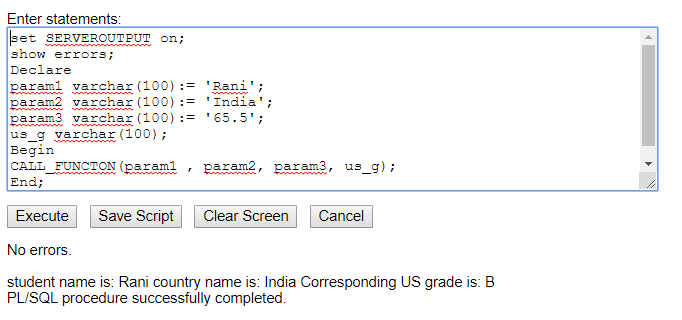 Enter statements:
set SERVEROUTPUT on;
show errors;
Declare
param1 varchar(100):= 'Rani';
param2 varchar(100):= 'India';
param3 varchar(100):= '65.5';
us_g varchar(100);
Begin
CALL_FUNCTON(param1 , param2, param3, us_g);
End;
Execute Save Script Clear Screen Cancel
No errors.
student name is: Rani country name is: India Corresponding US grade is: B
PL/SQL procedure successfully completed.